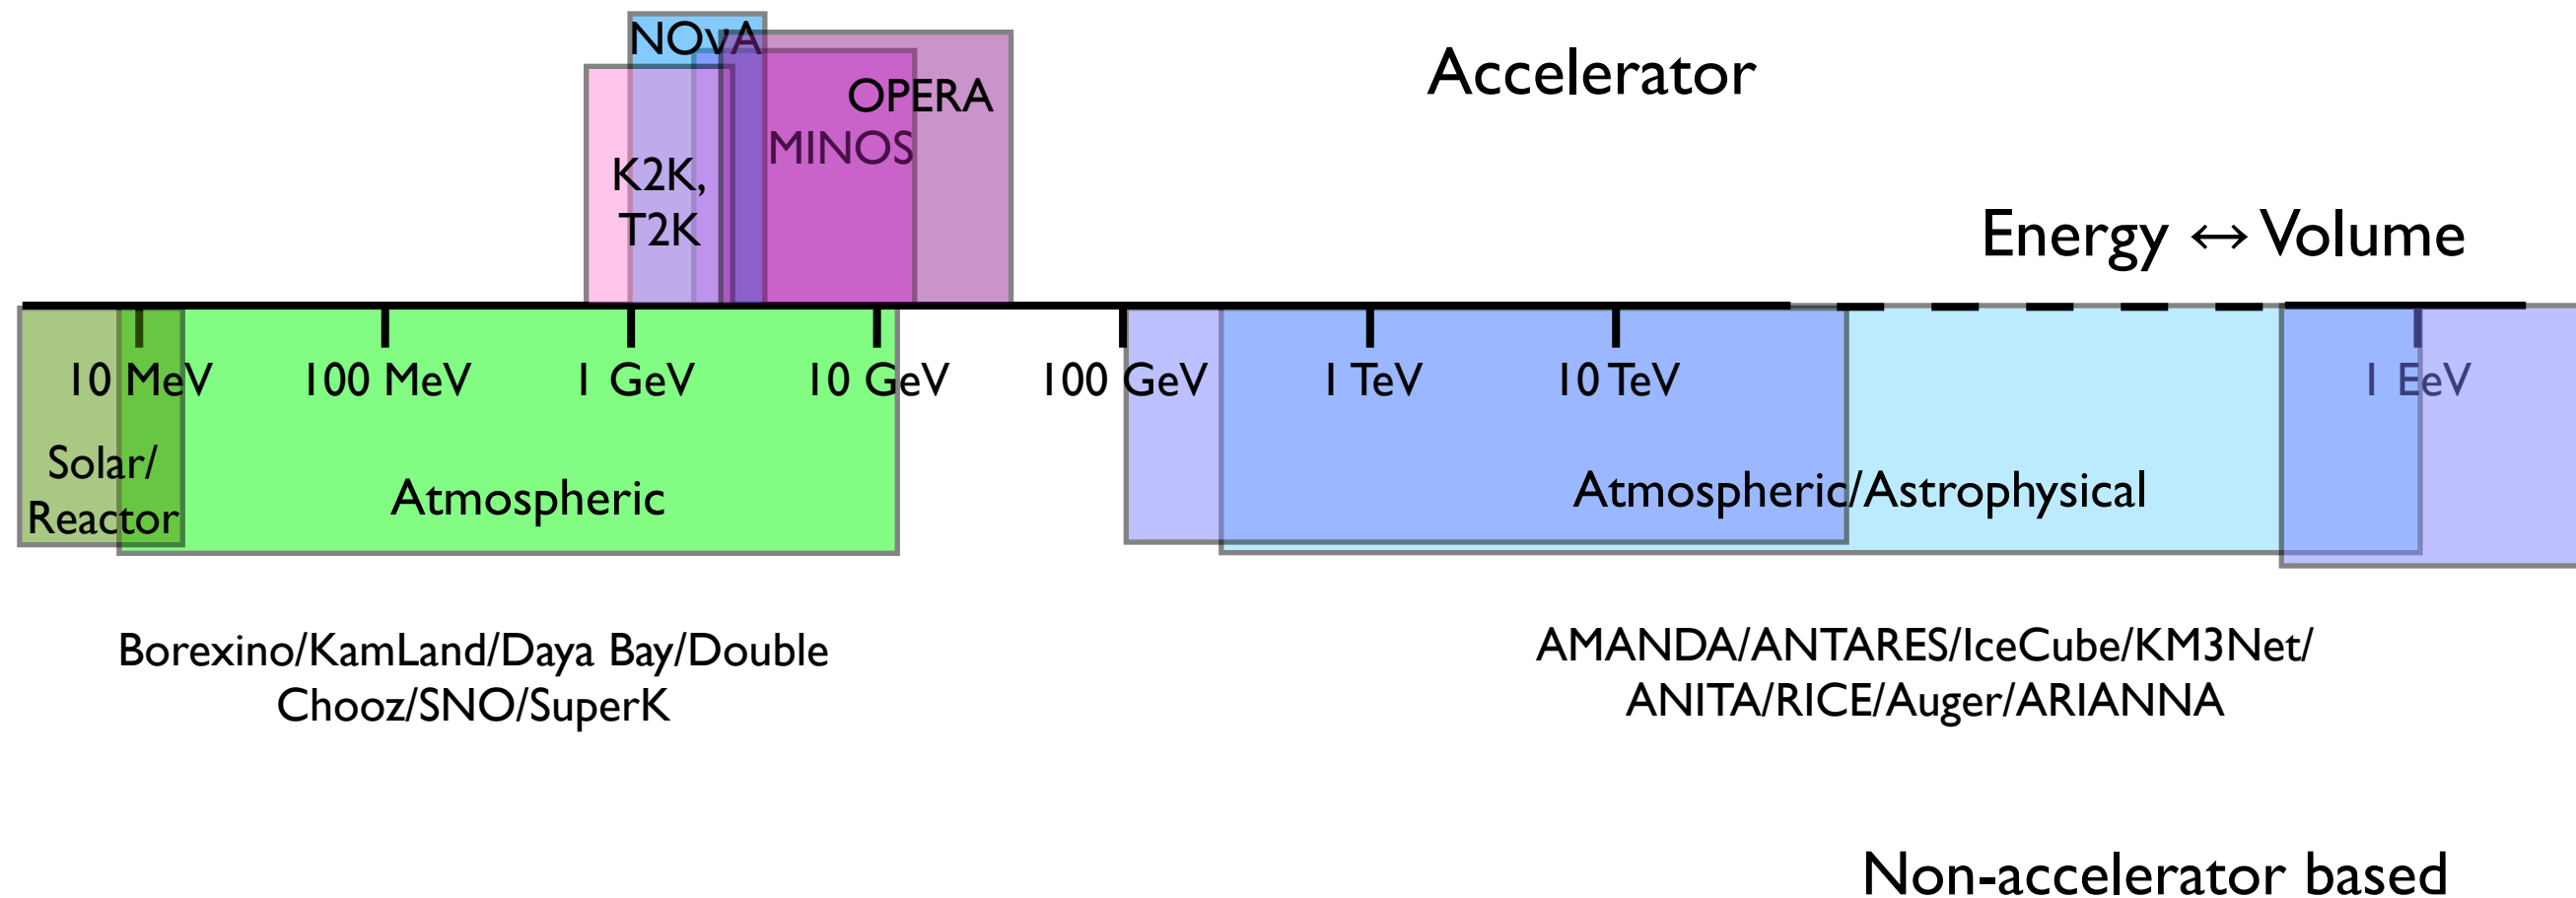 NOνA
Accelerator
OPERA
MINOS
K2K,
T2K
Energy ↔ Volume
10 MeV
100 MeV
1 GeV
10 GeV
100 GeV
1 TeV
10 TeV
1 EeV
Solar/
Reactor
Atmospheric
Atmospheric/Astrophysical
Borexino/KamLand/Daya Bay/Double
Chooz/SNO/SuperK
AMANDA/ANTARES/IceCube/KM3Net/
ANITA/RICE/Auger/ARIANNA
Non-accelerator based